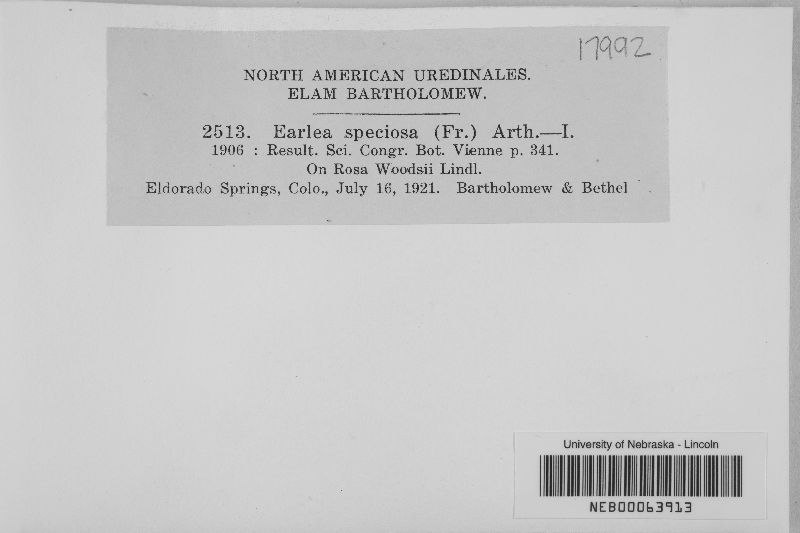 17992
NORTH AMERICAN UREDINALES.
ELAM BARTHOLOMEW.
2513. Earlea speciosa (Fr.) Arth.—I.
1906 : Result. Sci. Congr. Bot. Vienne p. 341.
On Rosa Woodsii Lindl.
Eldorado Springs, Colo., July 16, 1921. Bartholomew & Bethel
University of Nebraska - Lincoln
NEB00063913